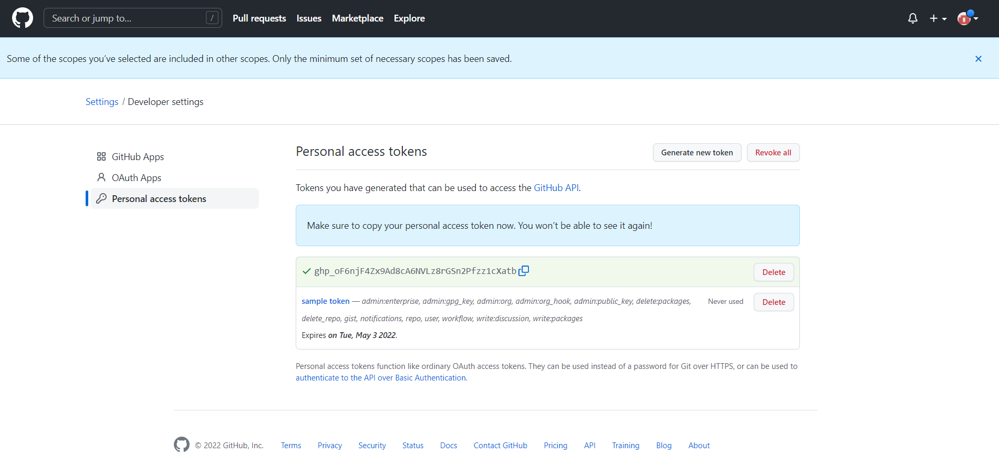 Search or jump to... /
Pull requests Issues Marketplace Explore
Some of the scopes you’ve selected are included in other scopes. Only the minimum set of necessary scopes has been saved.
Settings / Developer settings
GitHub Apps
OAuth Apps
Personal access tokens
Personal access tokens
Generate new token
Revoke all
Tokens you have generated that can be used to access the GitHub API.
Make sure to copy your personal access token now. You won’t be able to see it again!
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
Delete
sample token — admin:enterprise, admin:gpg_key, admin:org, admin:org_hook, admin:public_key, delete:packages,
delete_repo, gist, notifications, repo, user, workflow, write:discussion, write:packages
Never used
Delete
Expires on Tue, May 3 2022.
Personal access tokens function like ordinary OAuth access tokens. They can be used instead of a password for Git over HTTPS, or can be used to
authenticate to the API over Basic Authentication.
© 2022 GitHub, Inc. Terms Privacy Security Status Docs Contact GitHub Pricing API Training Blog About